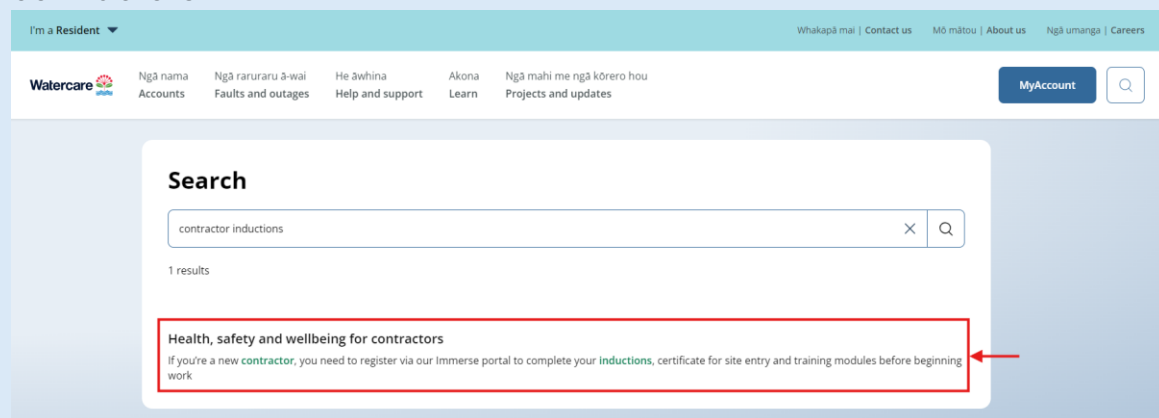 I'm a Resident
Whakapā mai | Contact us Mō mātou | About us Ngā umanga | Careers
Watercare
Ngā nama Ngā raruraru ā-wai He āwhina Akona Ngā mahi me ngā kōrero hou
Accounts Faults and outages Help and support Learn Projects and updates
MyAccount
Search
contractor inductions
1 results
Health, safety and wellbeing for contractors
If you're a new contractor, you need to register via our Immerse portal to complete your inductions, certificate for site entry and training modules before beginning
work